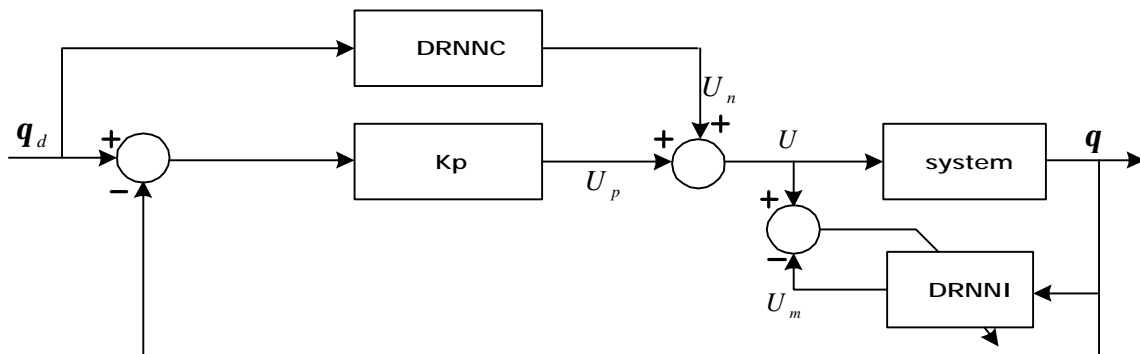 DRNNC
U_n
q_d
+
+
+
Kp
U
system
q
−
U_p
+
−
DRNNI
U_m